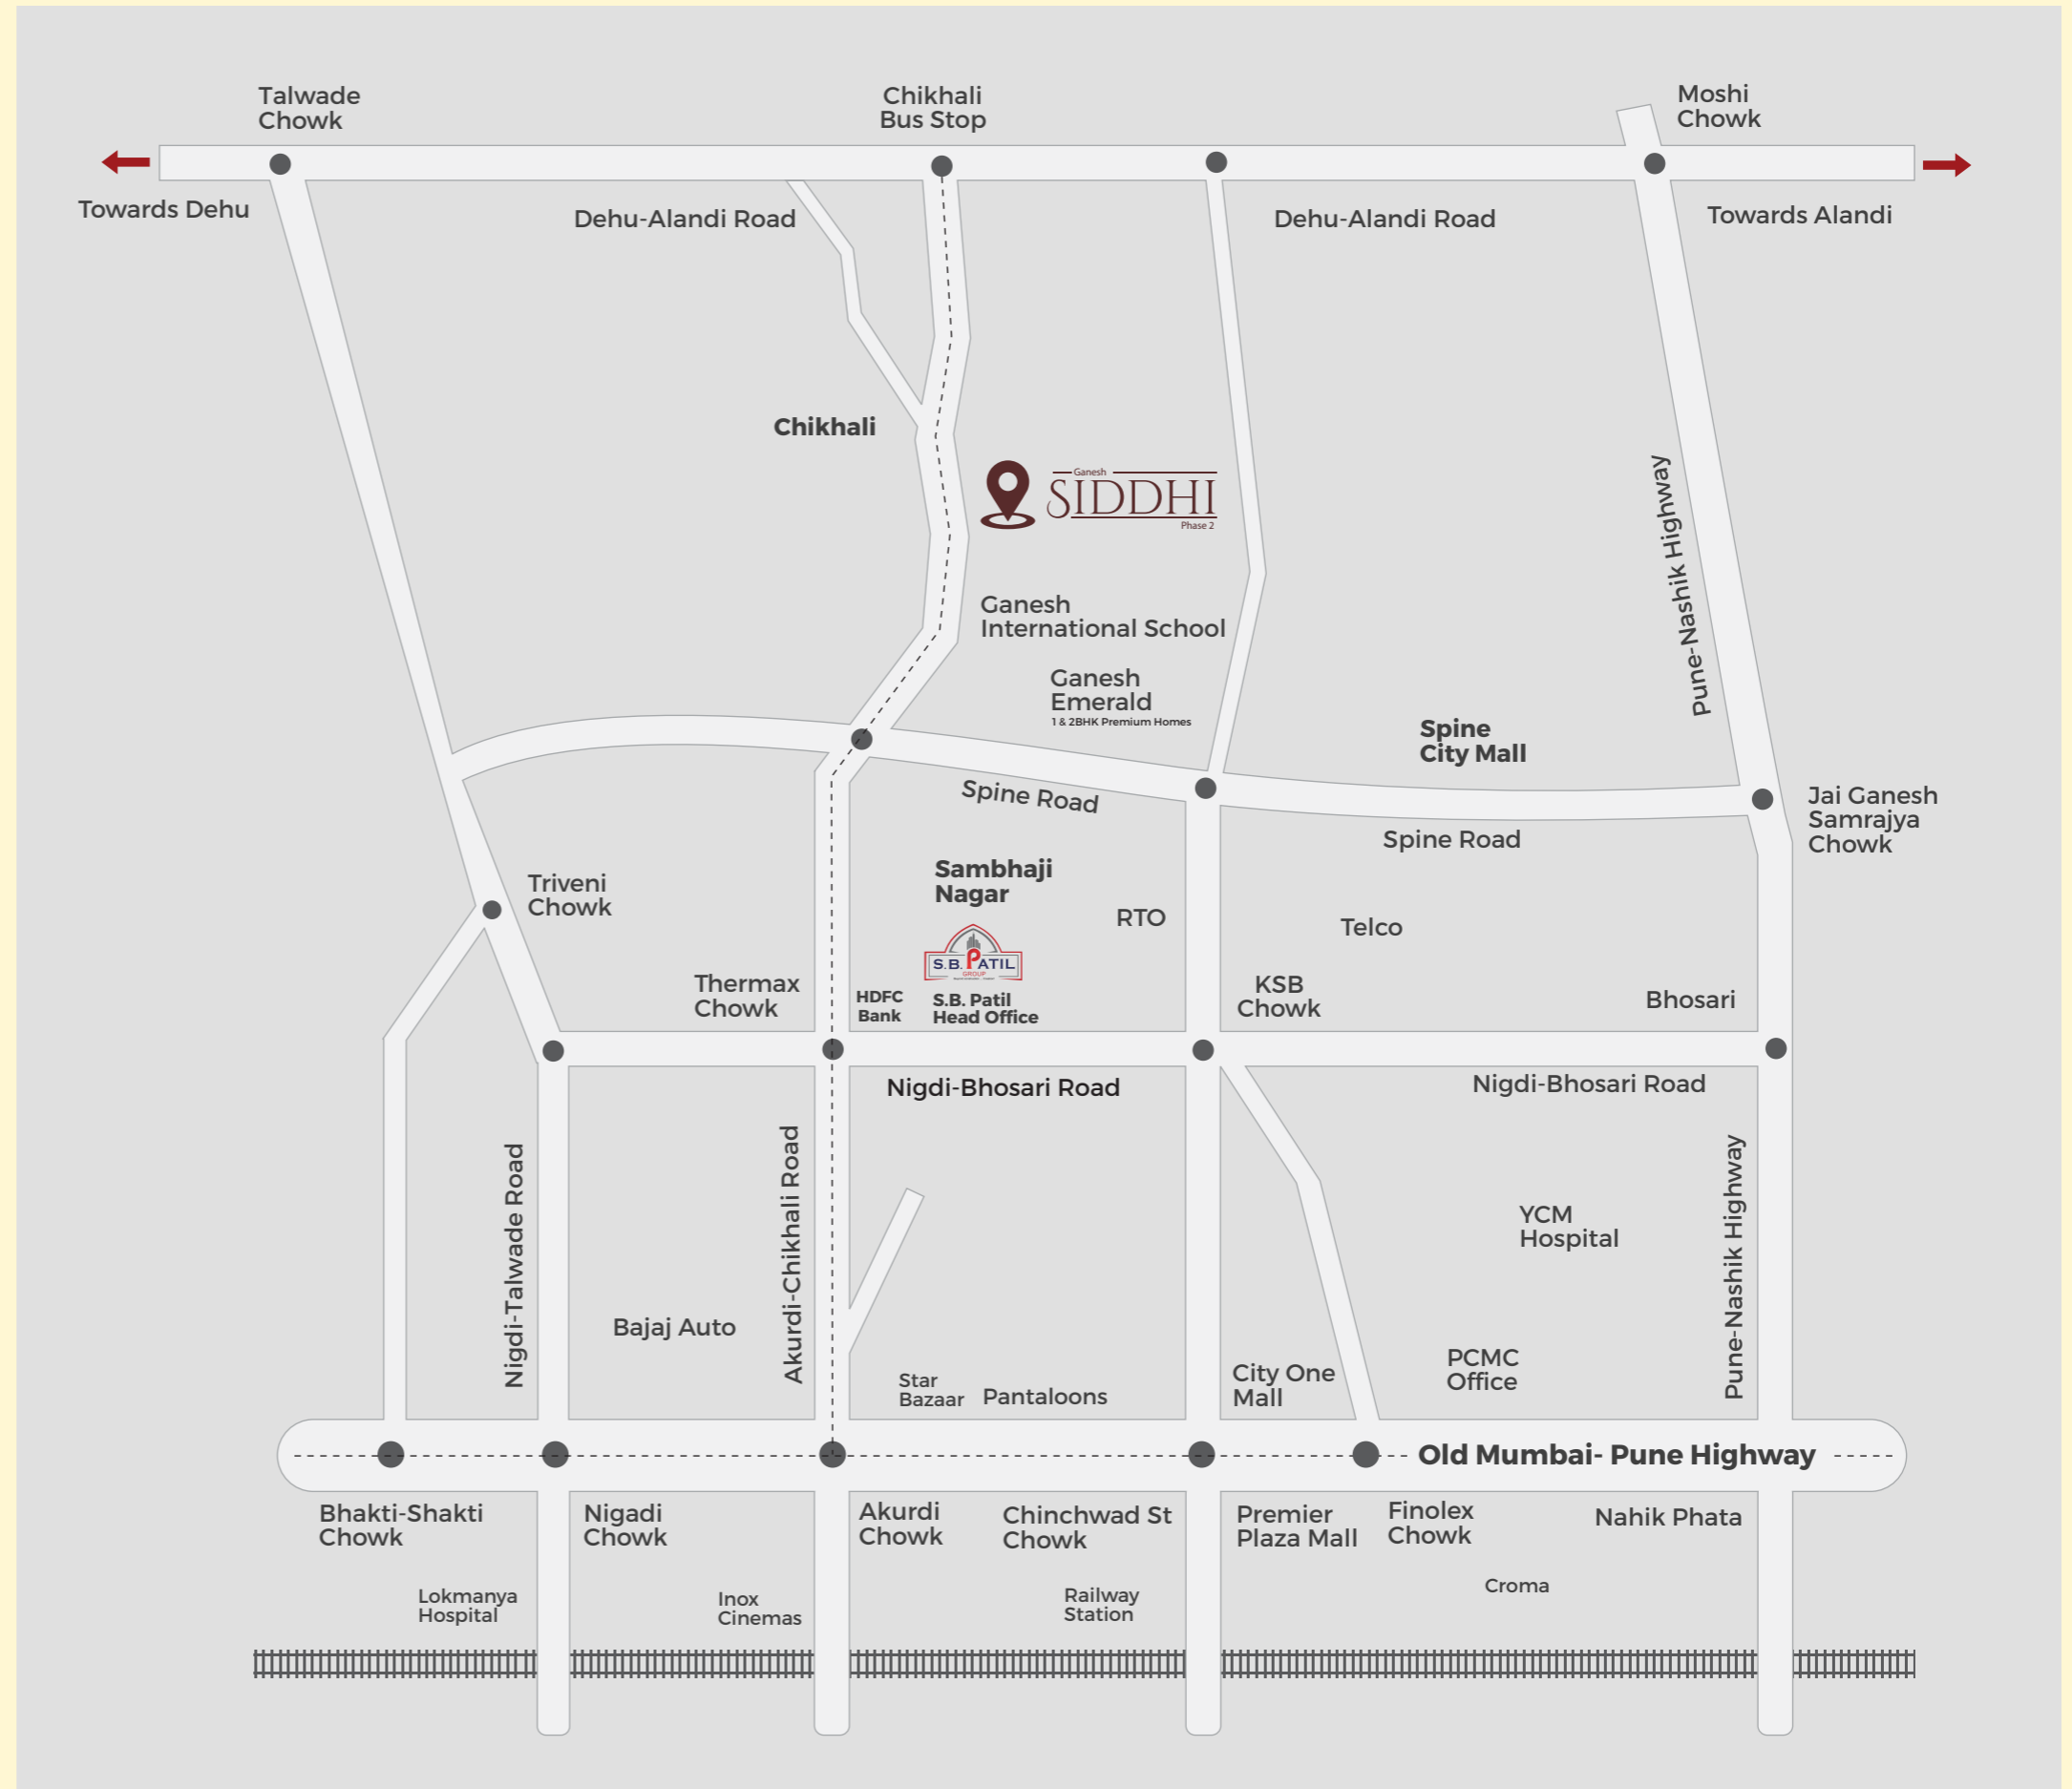 Talwade
Chowk
Chikhali
Bus Stop
Moshi
Chowk
Towards Dehu
Dehu-Alandi Road
Dehu-Alandi Road
Towards Alandi
Chikhali
Ganesh
SIDDHI
Phase 2
Pune-Nashik Highway
Ganesh
International School
Ganesh
Emerald
1 & 2BHK Premium Homes
Spine
City Mall
Spine Road
Spine Road
Jai Ganesh
Samrajya
Chowk
Triveni
Chowk
Sambhaji
Nagar
RTO
Telco
S.B. PATIL
GROUP
Thermax
Chowk
HDFC
Bank
S.B. Patil
Head Office
KSB
Chowk
Bhosari
Nigdi-Bhosari Road
Nigdi-Bhosari Road
Nigdi-Talwade Road
Akurdi-Chikhali Road
Pune-Nashik Highway
YCM
Hospital
Bajaj Auto
Star
Bazaar
Pantaloons
City One
Mall
PCMC
Office
Old Mumbai- Pune Highway
Bhakti-Shakti
Chowk
Nigadi
Chowk
Akurdi
Chowk
Chinchwad St
Chowk
Premier
Plaza Mall
Finolex
Chowk
Nahik Phata
Lokmanya
Hospital
Inox
Cinemas
Railway
Station
Croma